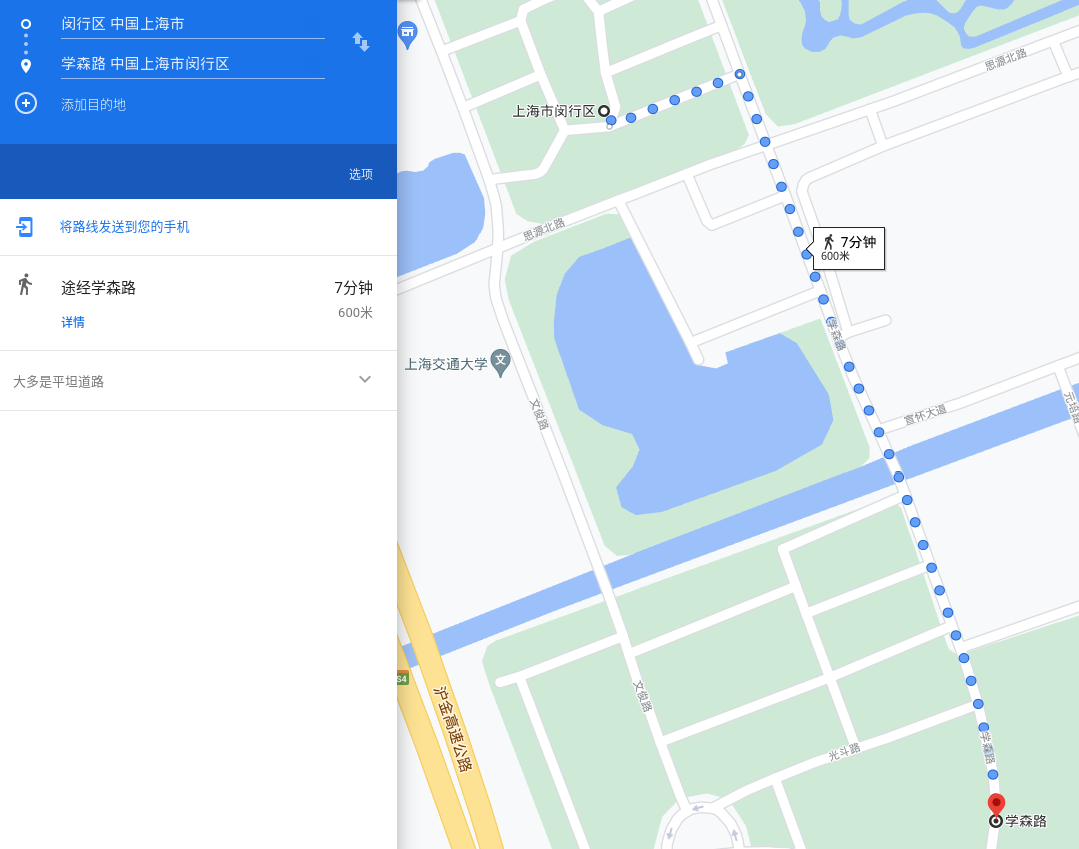 闵行区 中国上海市
学森路 中国上海市闵行区
添加目的地
选项
将路线发送到您的手机
途经学森路
7分钟
600米
详情
大多是平坦道路
思源北路
上海市闵行区
思源北路
7分钟
600米
学森路
上海交通大学
文
文俊路
宣怀大道
元培路
S4
沪金高速公路
文俊路
光斗路
学森路
学森路